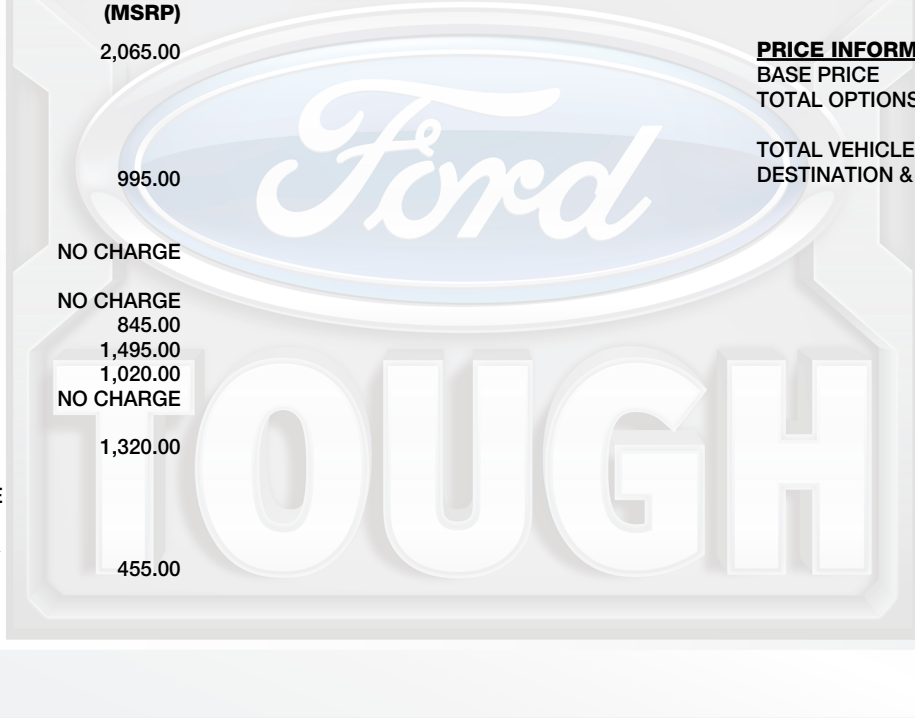 (MSRP)
2,065.00
995.00
NO CHARGE
NO CHARGE
845.00
1,495.00
1,020.00
NO CHARGE
1,320.00
455.00
PRICE INFORM
BASE PRICE
TOTAL OPTIONS
TOTAL VEHICLE
DESTINATION &
Ford
TOUGH